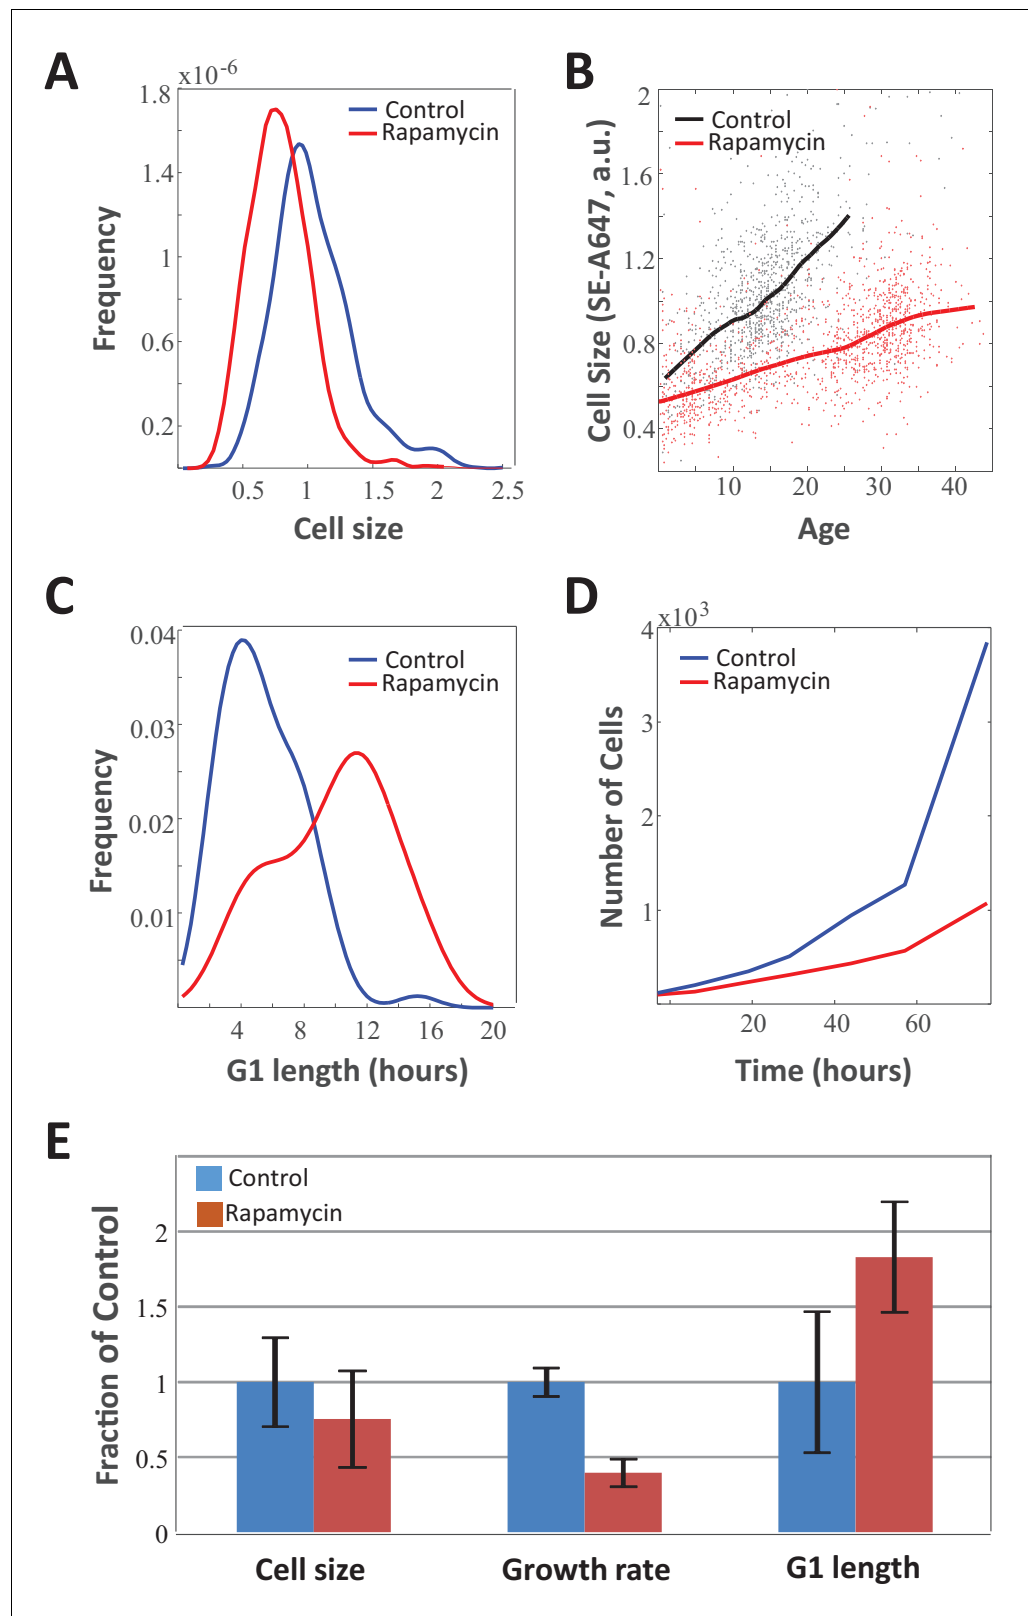 A
x10-6
1.8
1.4
1
0.6
0.2
Frequency
Control
Rapamycin
0.5
1
1.5
2
2.5
Cell size
B
2
1.6
1.2
0.8
0.4
Cell Size (SE-A647, a.u.)
Control
Rapamycin
10
20
30
40
Age
C
0.04
0.03
0.02
0.01
Frequency
Control
Rapamycin
4
8
12
16
20
G1 length (hours)
D
x103
4
3
2
1
Number of Cells
Control
Rapamycin
20
40
60
Time (hours)
E
Control
Rapamycin
Fraction of Control
2
1.5
1
0.5
0
Cell size
Growth rate
G1 length